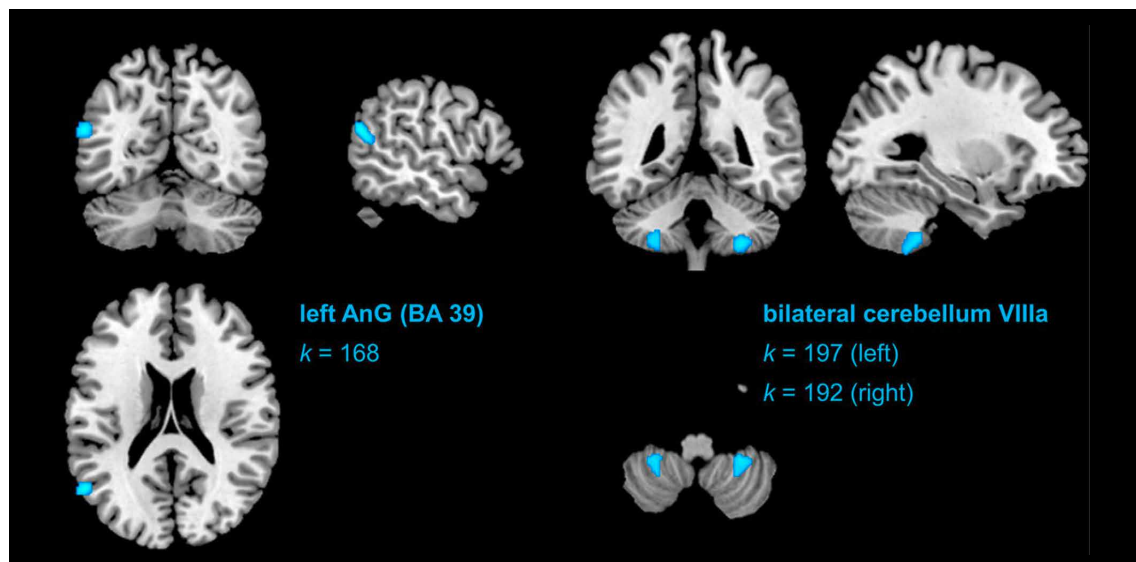 left AnG (BA 39)
k = 168
bilateral cerebellum VIIIa
k = 197 (left)
k = 192 (right)